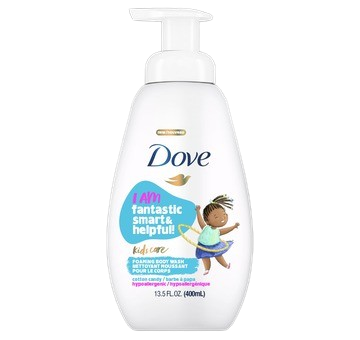 Dove
I AM
fantastic
smart &
helpful!
kids care
FOAMING BODY WASH
NETTOYANT MOUSSANT
POUR LE CORPS
cotton candy / barbe à papa
hypoallergenic / hypoallergénique
13.5 FL. OZ. (400mL)